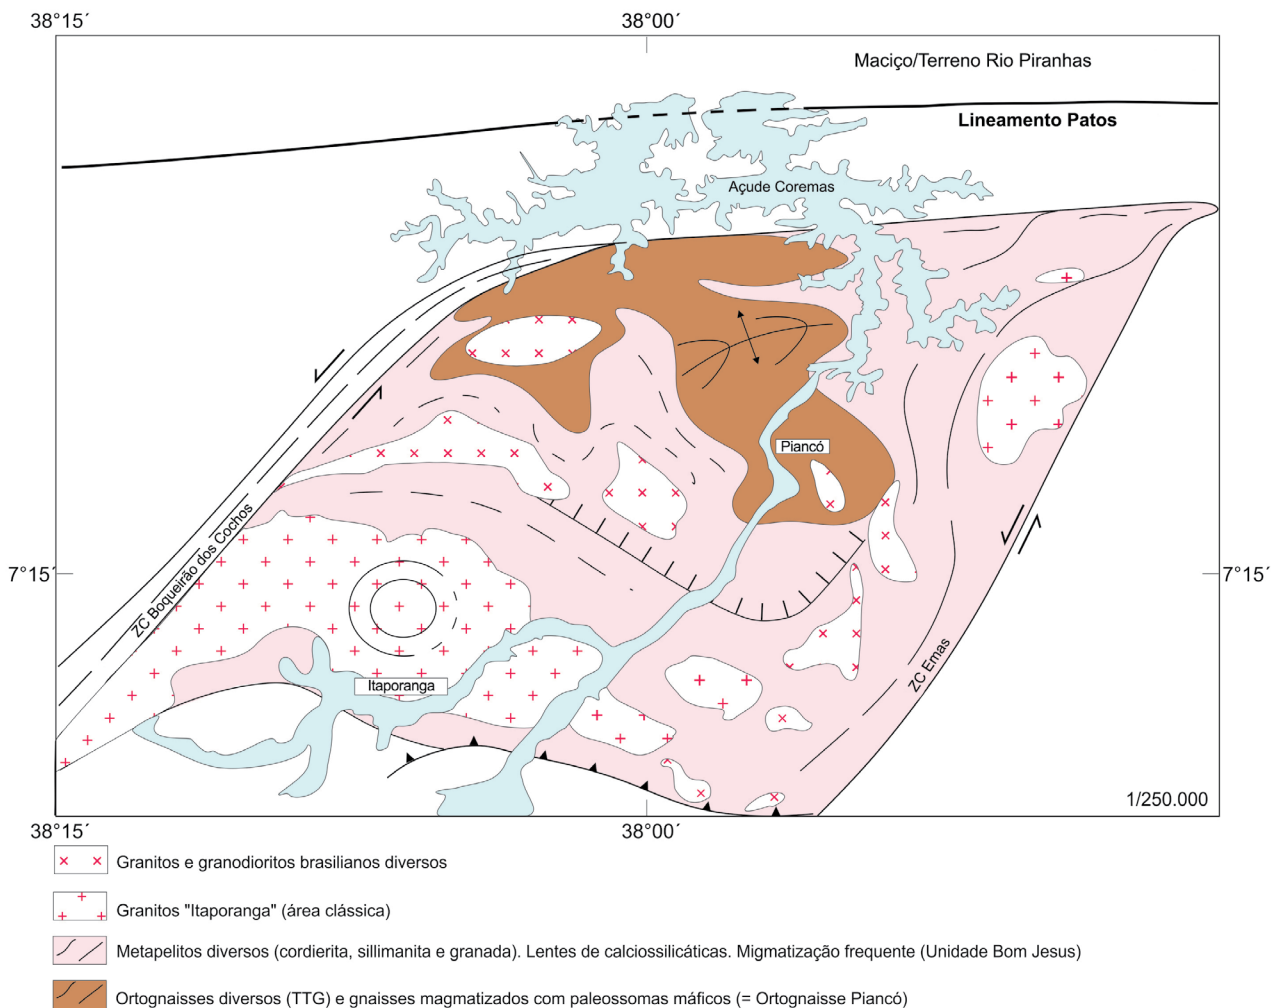 38°15´
38°00´
Maciço/Terreno Rio Piranhas
Lineamento Patos
Açude Coremas
Piancó
ZC Boqueirão dos Cochos
7°15´
7°15´
ZC Emas
Itaporanga
1/250.000
38°15´
38°00´
Granitos e granodioritos brasilianos diversos
Granitos "Itaporanga" (área clássica)
Metapelitos diversos (cordierita, sillimanita e granada). Lentes de calciossilicáticas. Migmatização frequente (Unidade Bom Jesus)
Ortognaisses diversos (TTG) e gnaisses magmatizados com paleossomas máficos (= Ortognaisse Piancó)